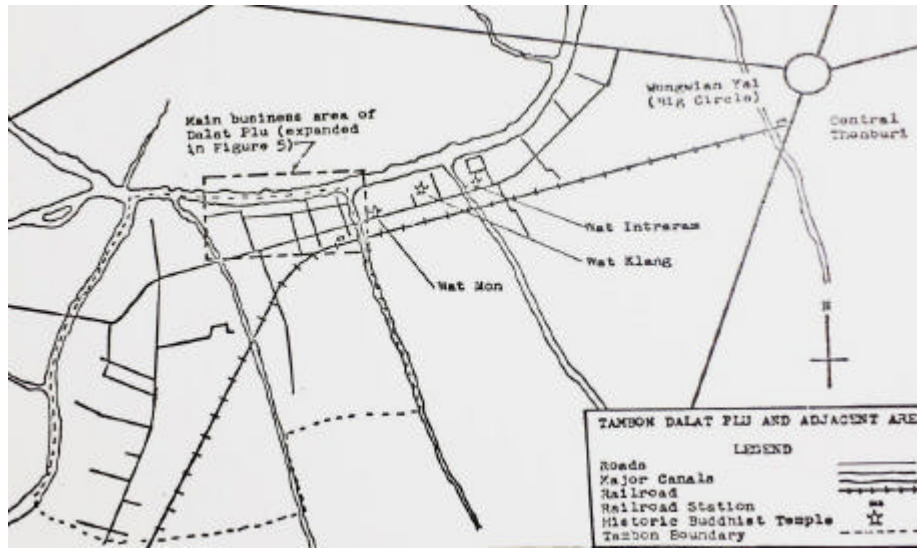 Main business area of
Dalat Plu (expanded
in Figure 5)
Wongwian Yai
(Big Circle)
Central
Thonburi
Wat Intraram
Wat Klang
Wat Mon
N
TAMBON DALAT PLU AND ADJACENT ARE
LEGEND
Roads
Major Canals
Railroad
Railroad Station
Historic Buddhist Temple
Tambon Boundary